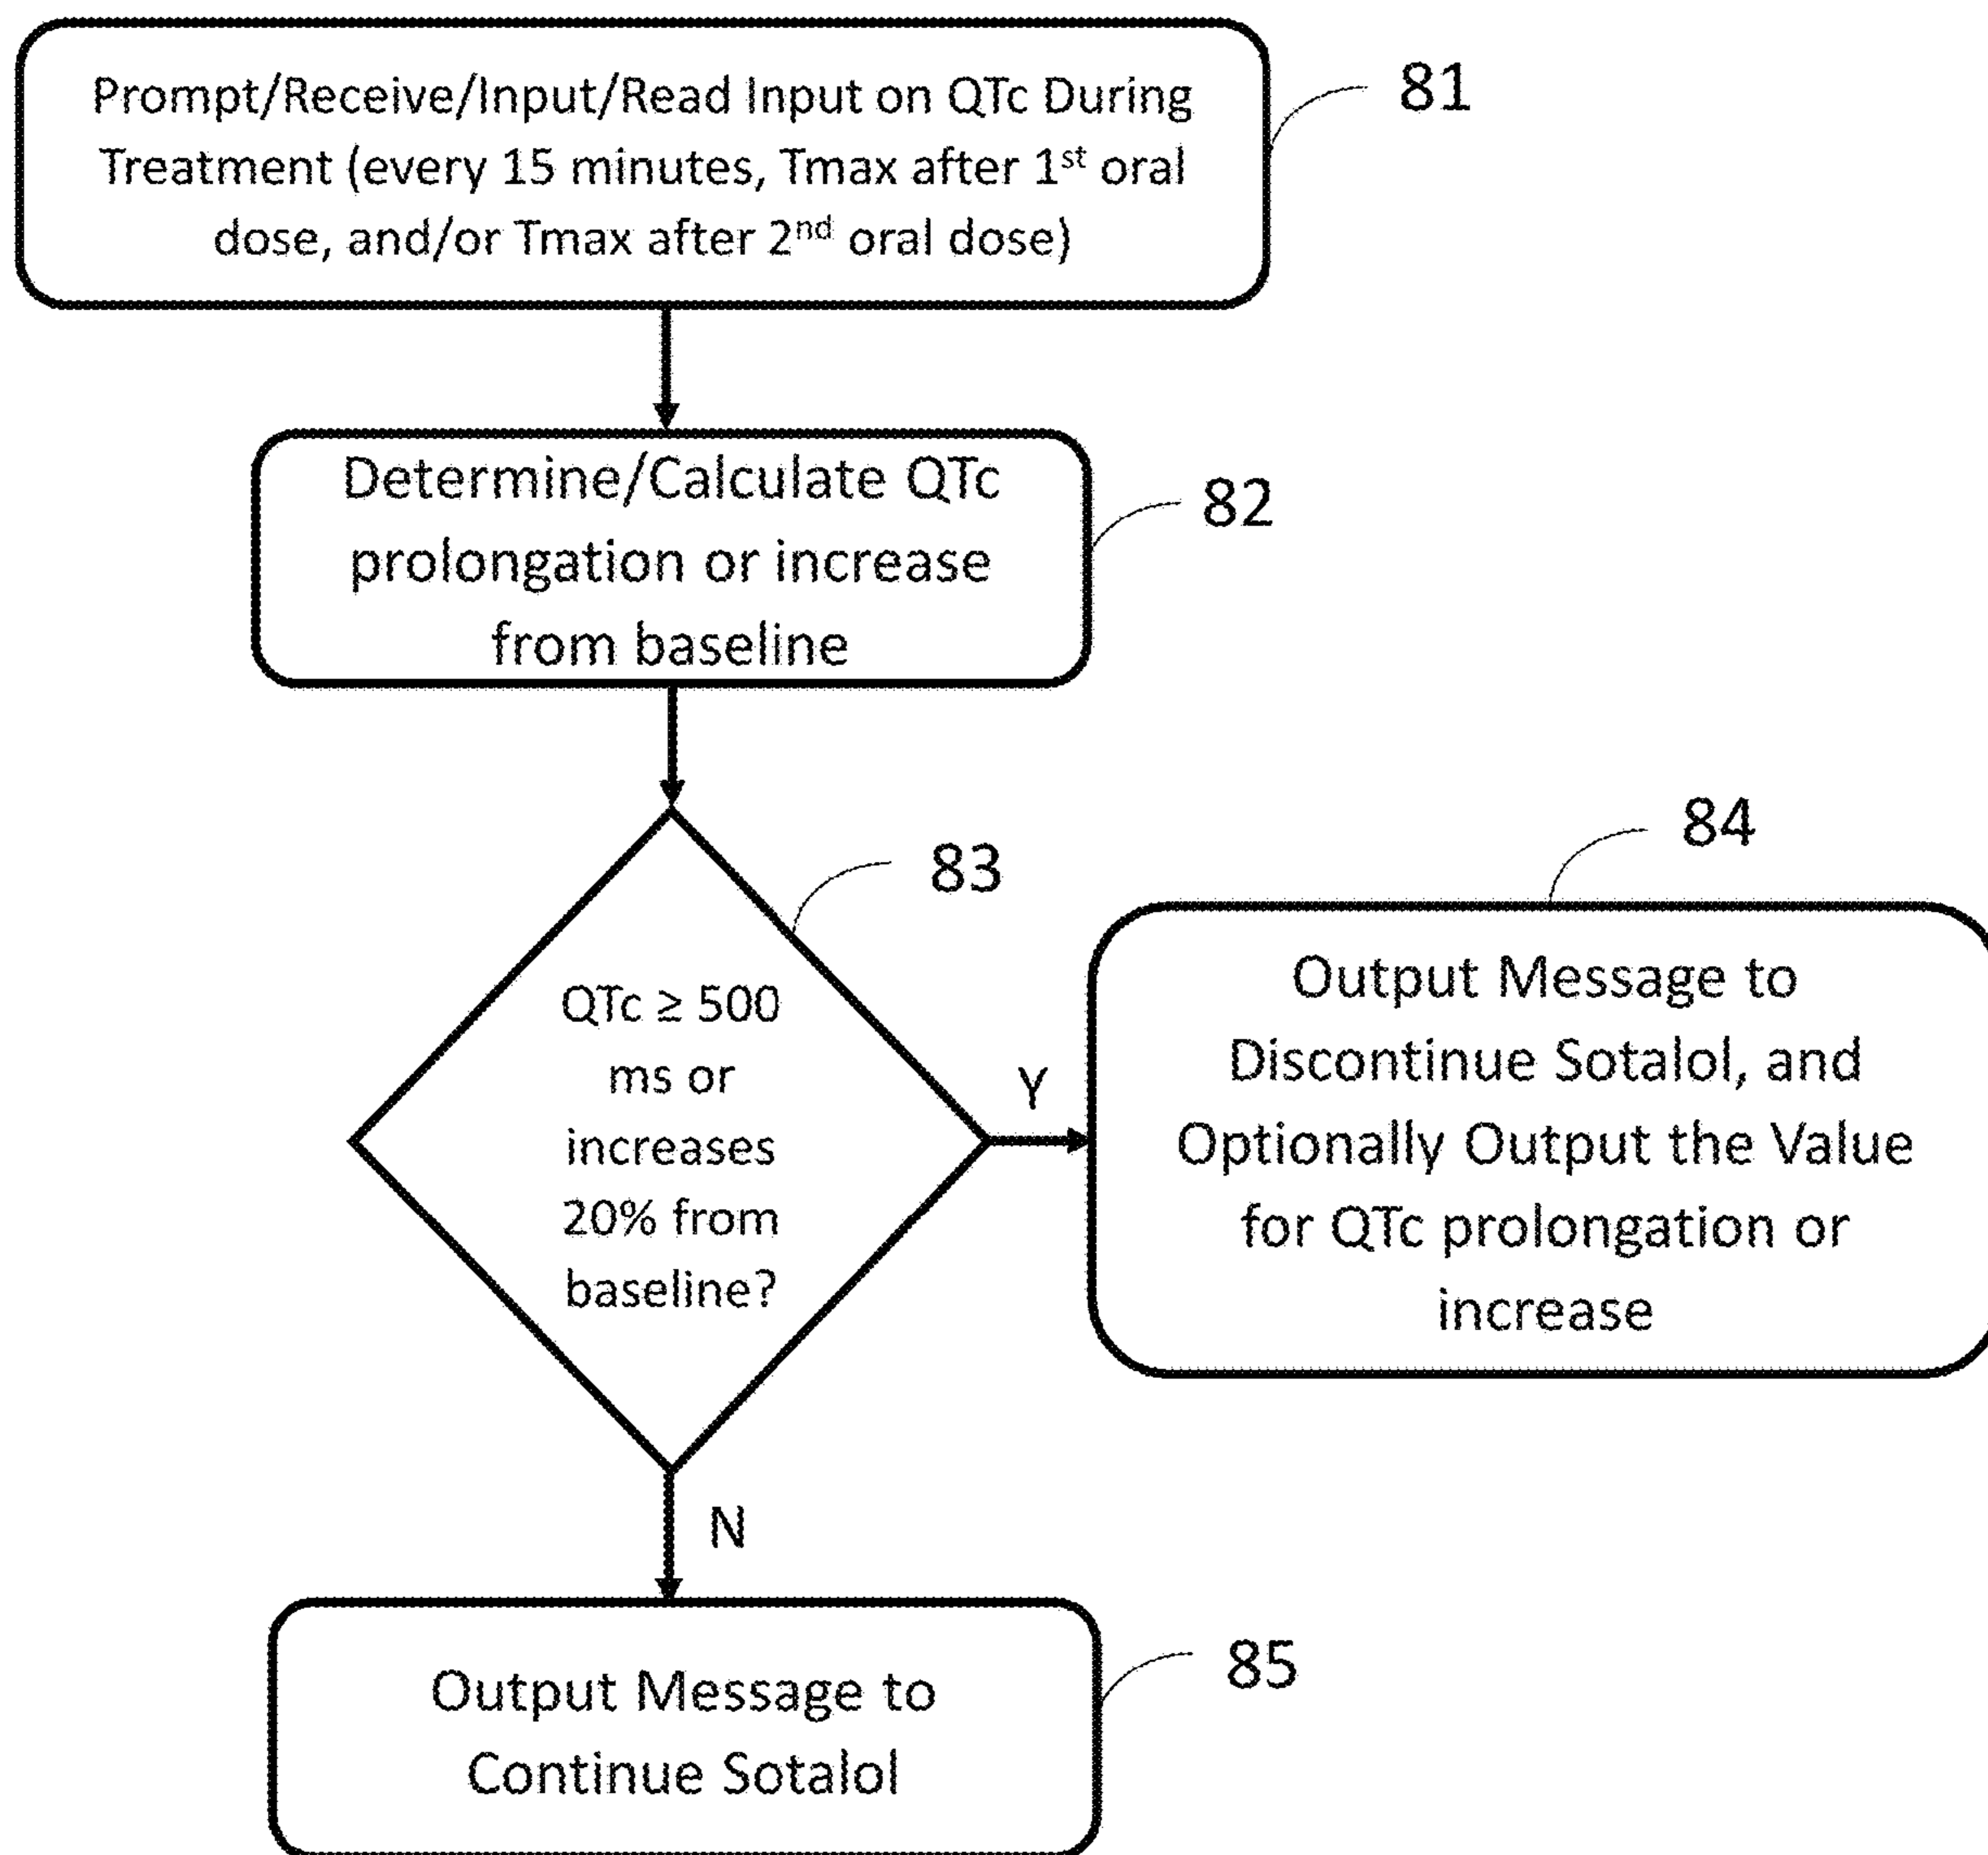 Prompt/Receive/Input/Read Input on QTc During
Treatment (every 15 minutes, Tmax after 1st oral
dose, and/or Tmax after 2nd oral dose)
81
Determine/Calculate QTc
prolongation or increase
from baseline
82
QTc ≥ 500
ms or
increases
20% from
baseline?
83
Y
84
Output Message to
Discontinue Sotalol, and
Optionally Output the Value
for QTc prolongation or
increase
N
Output Message to
Continue Sotalol
85